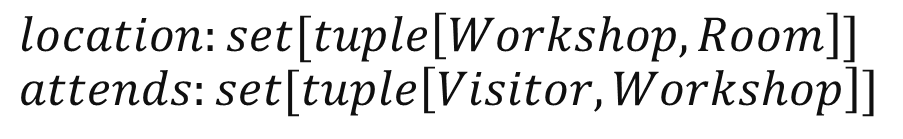 location: set[tuple[Workshop, Room]]
attends: set[tuple[Visitor, Workshop]]